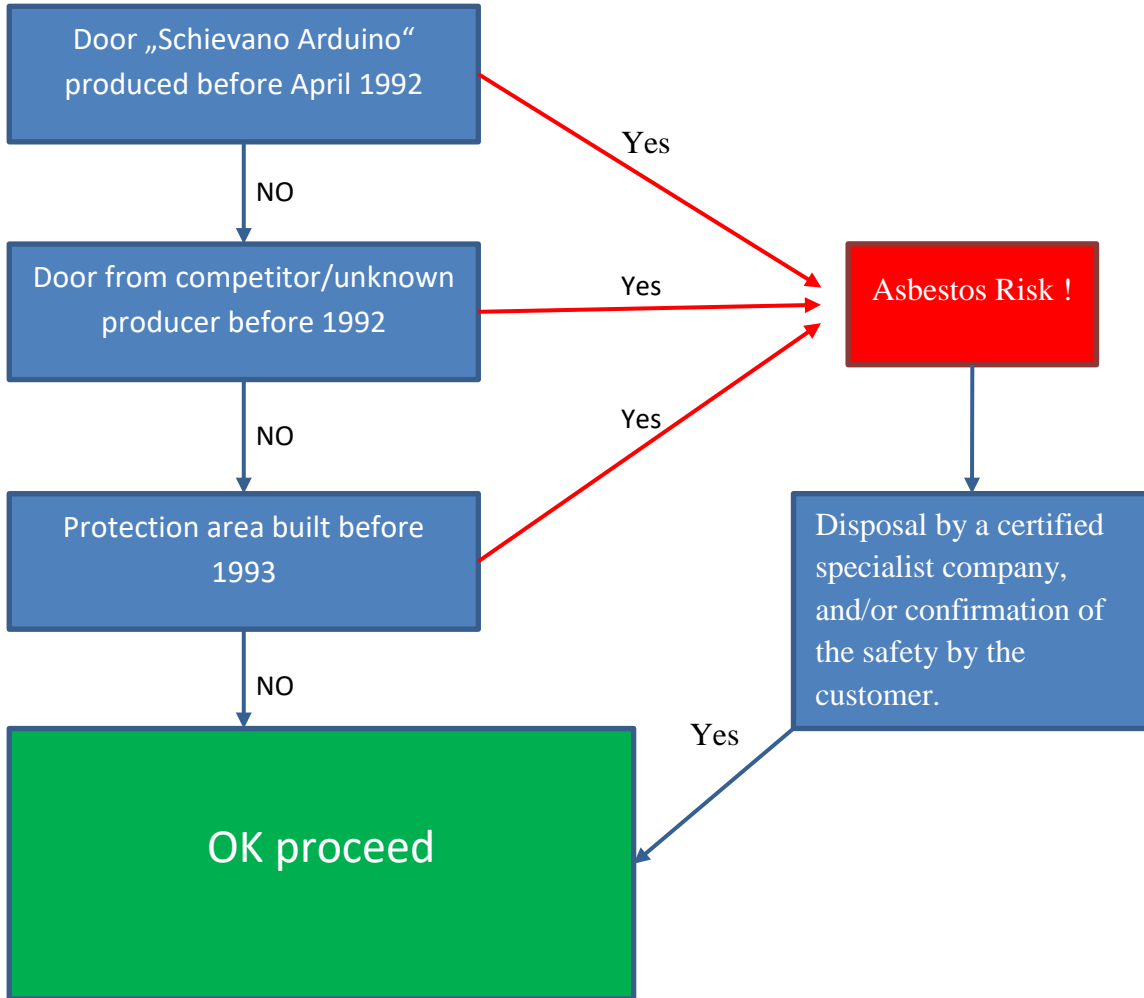 Door „Schievano Arduino“
produced before April 1992
Yes
NO
Door from competitor/unknown
producer before 1992
Yes
Asbestos Risk !
NO
Yes
Protection area built before
1993
Disposal by a certified
specialist company,
and/or confirmation of
the safety by the
customer.
NO
Yes
OK proceed